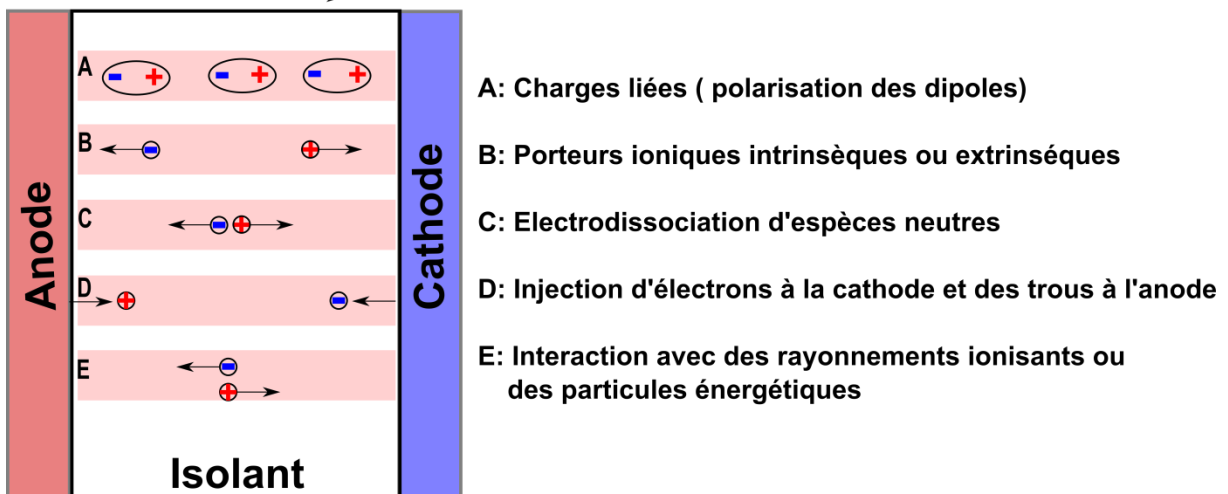 Anode
A
B
C
D
E
Isolant
Cathode
A: Charges liées ( polarisation des dipoles)
B: Porteurs ioniques intrinsèques ou extrinséques
C: Electrodissociation d'espèces neutres
D: Injection d'électrons à la cathode et des trous à l'anode
E: Interaction avec des rayonnements ionisants ou
des particules énergétiques